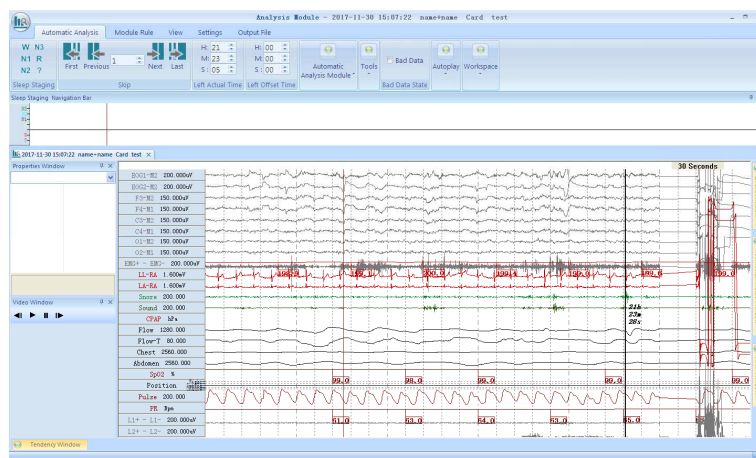 Analysis Module - 2017-11-30 15:07:22 name+name Card test
Automatic Analysis Module Rule View Settings Output File
W N3
N1 R
N2 ?
Sleep Staging
First Previous 1 Next Last
Skip
H: 21
M: 23
S: 05
Left Actual Time
H: 00
M: 00
S: 00
Left Offset Time
Automatic
Analysis Module
Tools
Bad Data
Bad Data State
Autoplay Workspace
Sleep Staging Navigation Bar
2017-11-30 15:07:22 name+name Card test
Properties Window
Video Window
30 Seconds
EOG1-M2 200.000uV
EOG2-M2 200.000uV
F3-M2 150.000uV
F4-M1 150.000uV
C3-M2 150.000uV
C4-M1 150.000uV
O1-M2 150.000uV
O2-M1 150.000uV
EMG+ - EMG- 200.000uV
LL-RA 1.600mV
LA-RA 1.600mV
Snore 200.000
Sound 200.000
21h
23m
28s
CPAP hPa
Flow 1280.000
Flow-T 80.000
Chest 2560.000
Abdomen 2560.000
SpO2 %
99.0 98.0 99.0 99.0 99.0
Position
Pulse 200.000
PR Bpm
L1+ - L1- 200.000uV
61.0 63.0 64.0 63.0 65.0
L2+ - L2- 200.000uV
Tendency Window